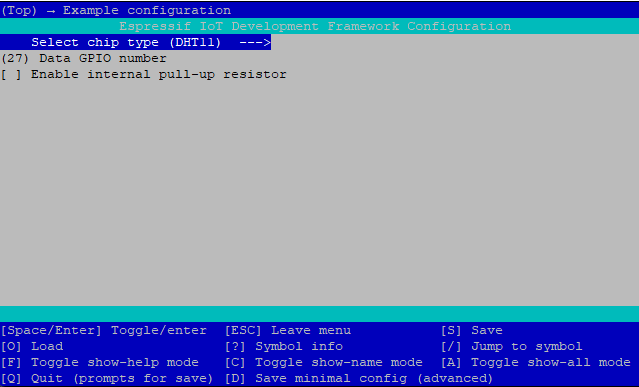 (Top) → Example configuration
Espressif IoT Development Framework Configuration
Select chip type (DHT11)  --->
(27) Data GPIO number
[ ] Enable internal pull-up resistor
[Space/Enter] Toggle/enter  [ESC] Leave menu  [S] Save
[O] Load  [?] Symbol info  [/] Jump to symbol
[F] Toggle show-help mode  [C] Toggle show-name mode  [A] Toggle show-all mode
[Q] Quit (prompts for save)  [D] Save minimal config (advanced)